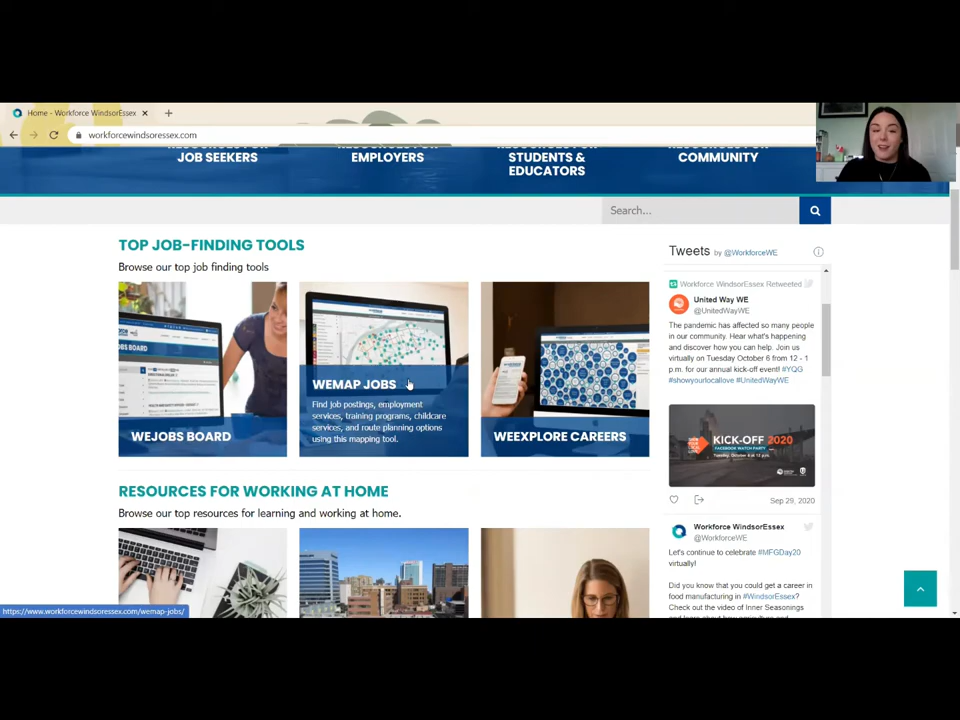 Home - Workforce WindsorEssex
workforcewindsoressex.com
JOB SEEKERS
EMPLOYERS
STUDENTS &
EDUCATORS
COMMUNITY
Search...
TOP JOB-FINDING TOOLS
Browse our top job finding tools
WEJOBS BOARD
WEMAP JOBS
Find job postings, employment
services, training programs, childcare
services, and route planning options
using this mapping tool.
WEEXPLORE CAREERS
RESOURCES FOR WORKING AT HOME
Browse our top resources for learning and working at home.
Tweets by @WorkforceWE
Workforce WindsorEssex Retweeted
United Way WE
@UnitedWayWE
The pandemic has affected so many people
in our community. Hear what's happening
and discover how you can help. Join us
virtually on Tuesday October 6 from 12 - 1
p.m. for our annual kick-off event! #YQG
#showyourlocallove #UnitedWayWE
KICK-OFF 2020
FACEBOOK WATCH PARTY
Sep 29, 2020
Workforce WindsorEssex
@WorkforceWE
Let's continue to celebrate #MFGDay20
virtually!
Did you know that you could get a career in
food manufacturing in #WindsorEssex?
Check out the video of Inner Seasonings
https://www.workforcewindsoressex.com/wemap-jobs/